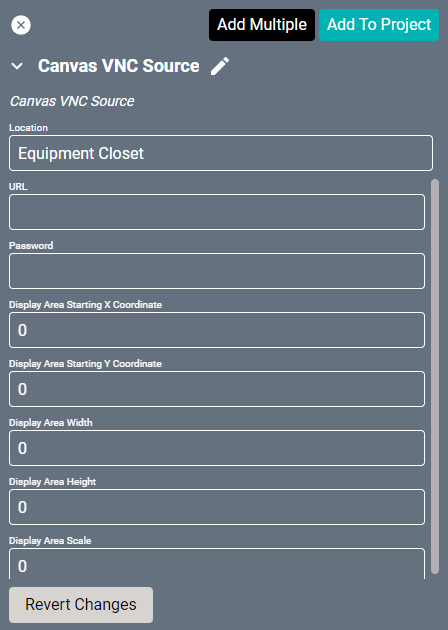 Add Multiple
Add To Project
Canvas VNC Source
Canvas VNC Source
Location
Equipment Closet
URL
Password
Display Area Starting X Coordinate
0
Display Area Starting Y Coordinate
0
Display Area Width
0
Display Area Height
0
Display Area Scale
0
Revert Changes